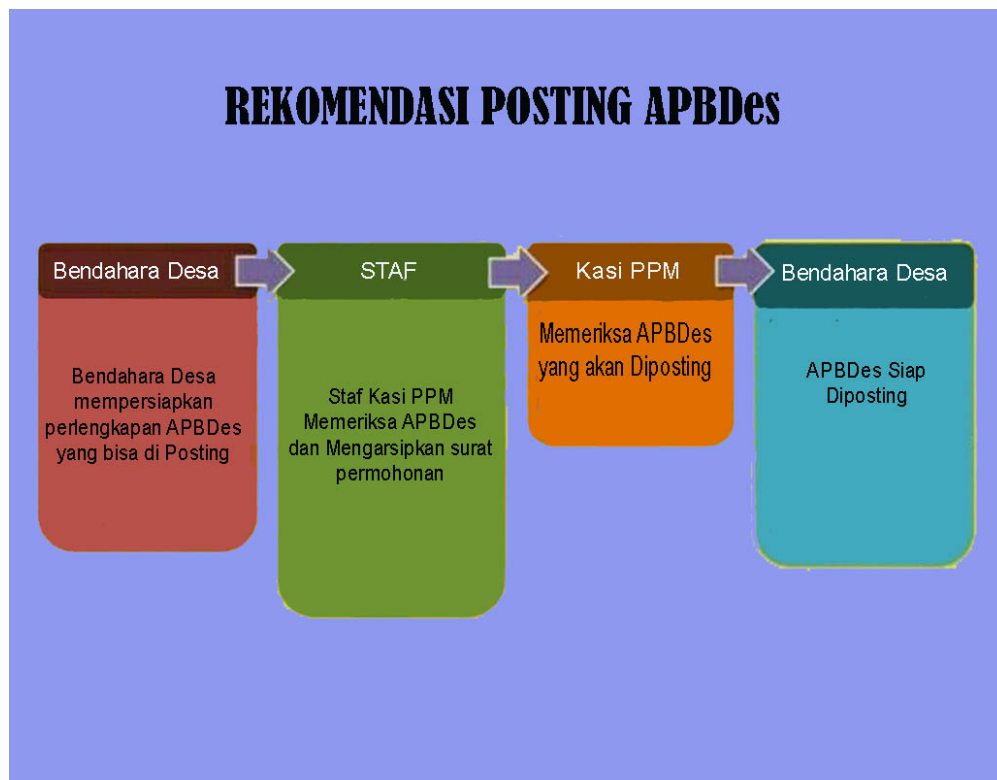 REKOMENDASI POSTING APBDes
Bendahara Desa
Bendahara Desa
mempersiapkan
perlengkapan APBDes
yang bisa di Posting
STAF
Staf Kasi PPM
Memeriksa APBDes
dan Mengarsipkan surat
permohonan
Kasi PPM
Memeriksa APBDes
yang akan Diposting
Bendahara Desa
APBDes Siap
Diposting